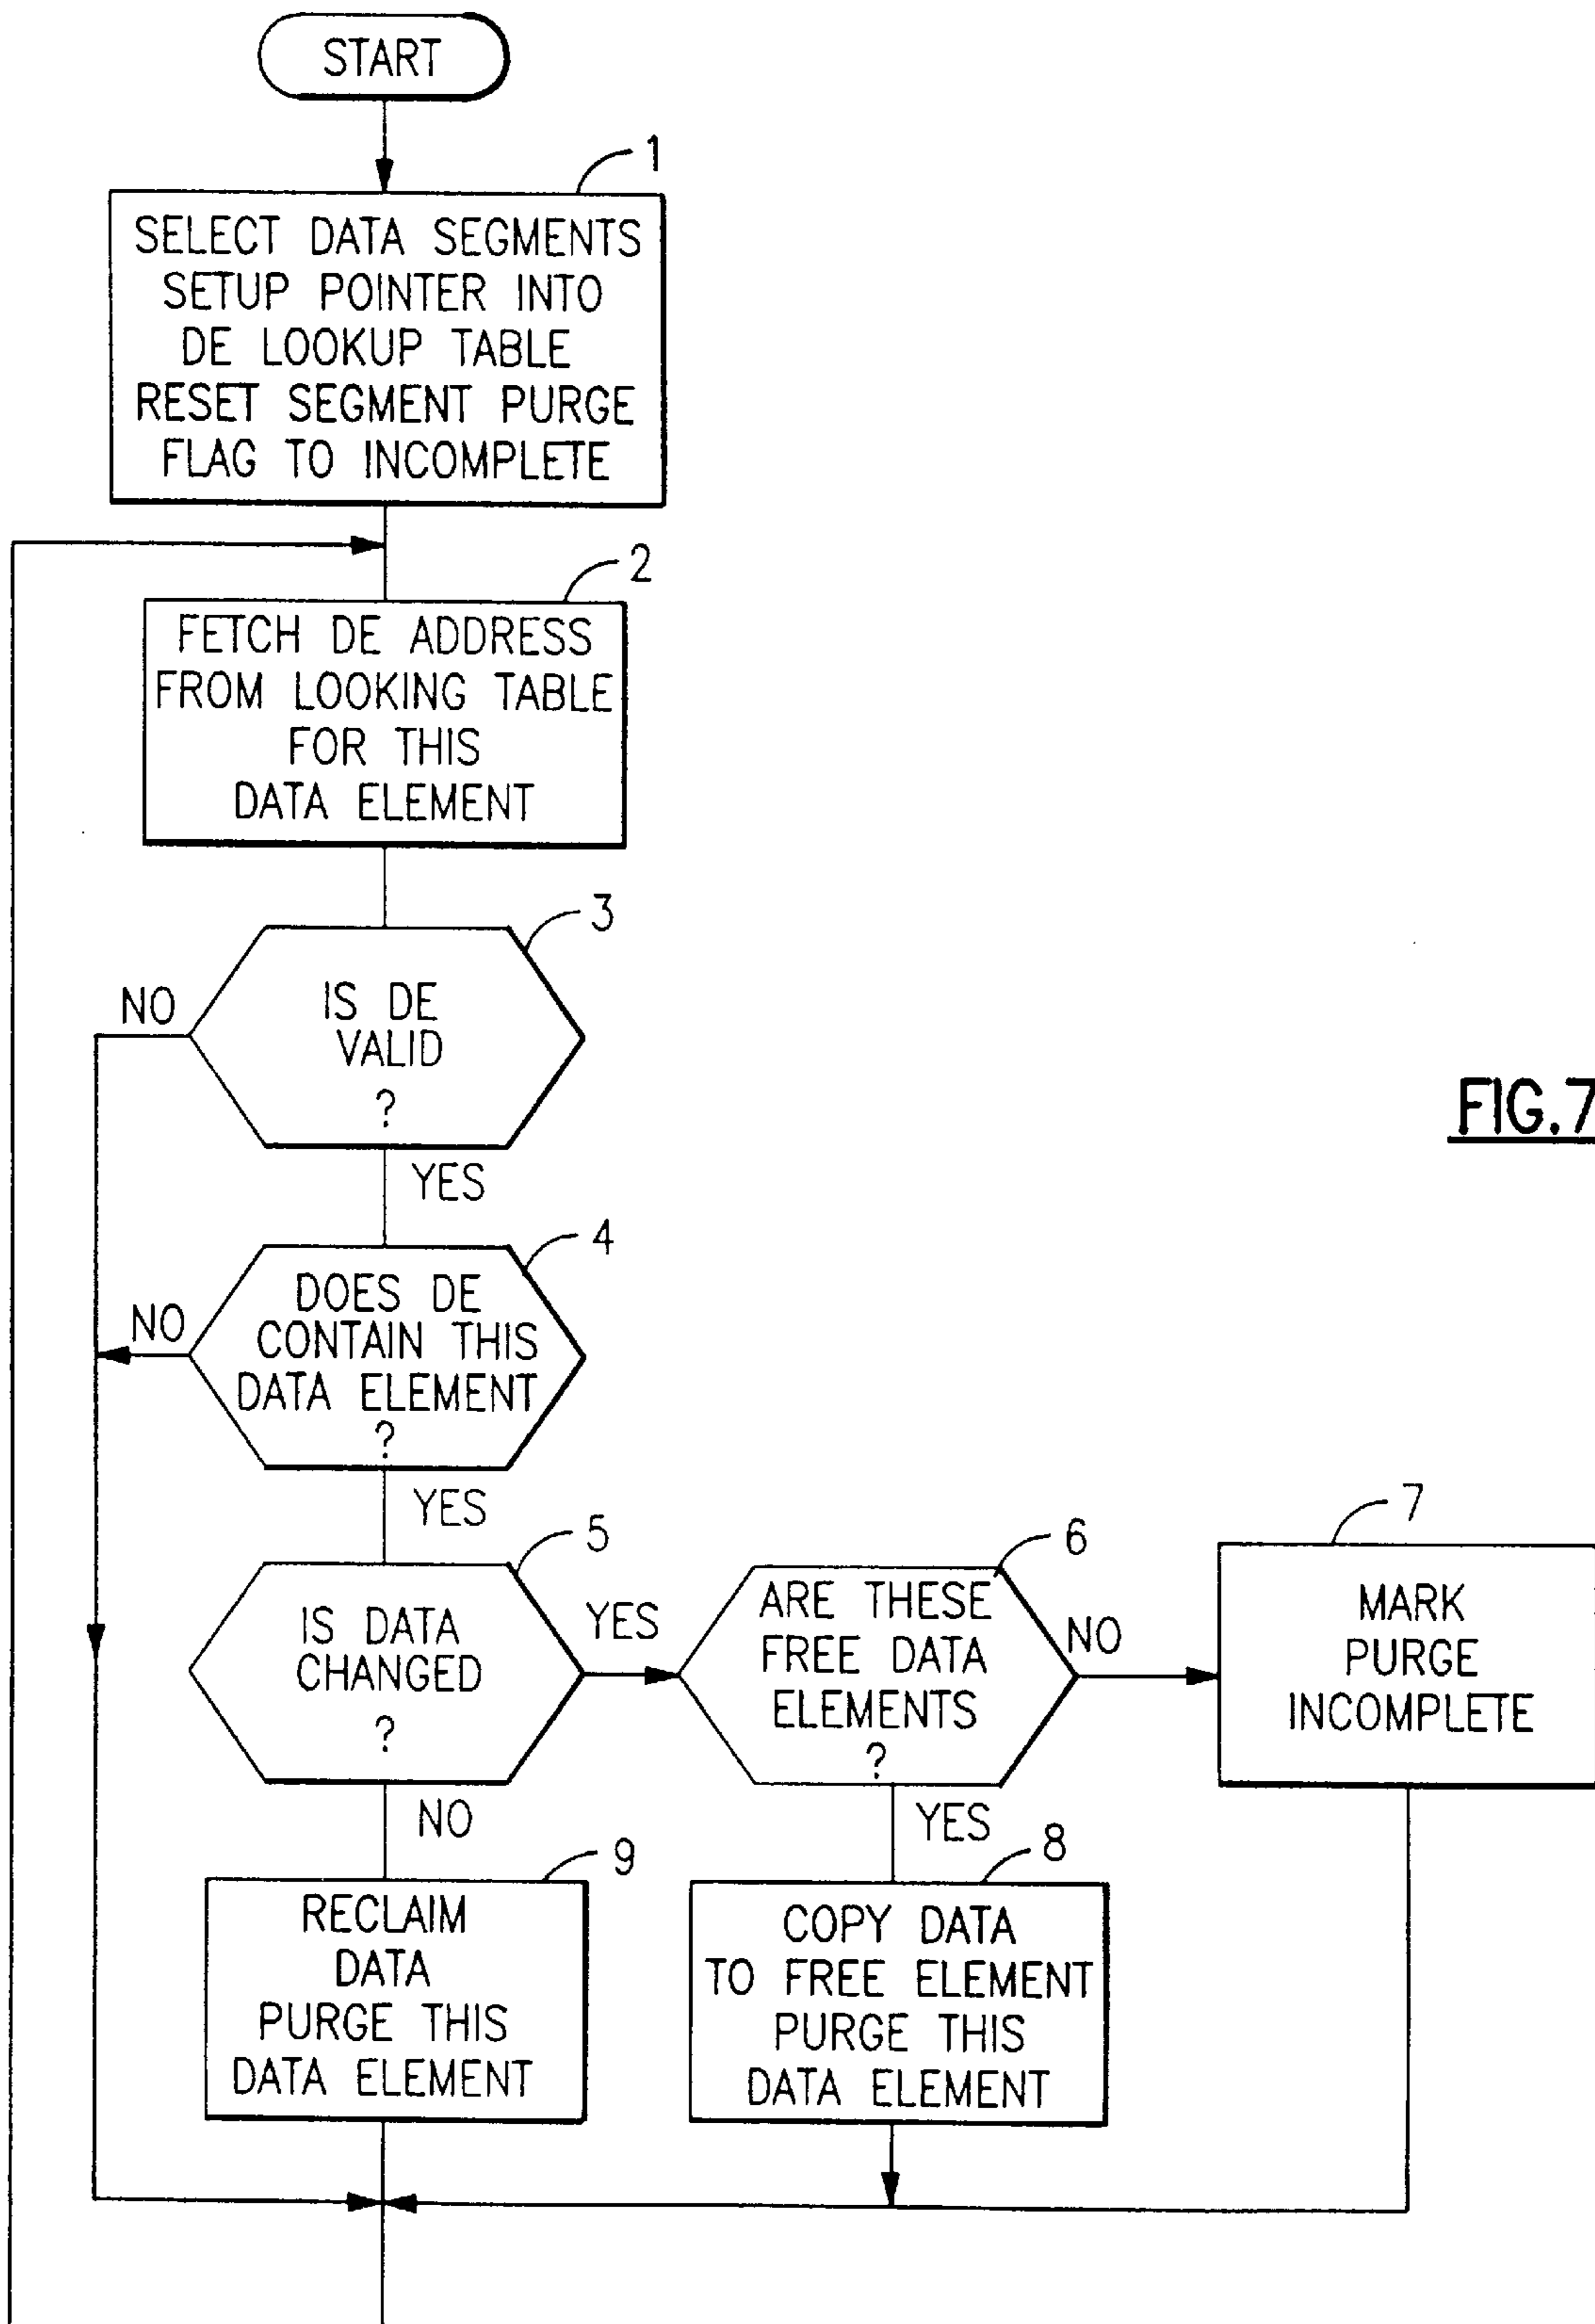 START
1
SELECT DATA SEGMENTS
SETUP POINTER INTO
DE LOOKUP TABLE
RESET SEGMENT PURGE
FLAG TO INCOMPLETE
2
FETCH DE ADDRESS
FROM LOOKING TABLE
FOR THIS
DATA ELEMENT
3
NO
IS DE
VALID
?
FIG.7
YES
4
NO
DOES DE
CONTAIN THIS
DATA ELEMENT
?
YES
5
IS DATA
CHANGED
?
YES
6
ARE THESE
FREE DATA
ELEMENTS
?
NO
7
MARK
PURGE
INCOMPLETE
NO
YES
9
RECLAIM
DATA
PURGE THIS
DATA ELEMENT
8
COPY DATA
TO FREE ELEMENT
PURGE THIS
DATA ELEMENT